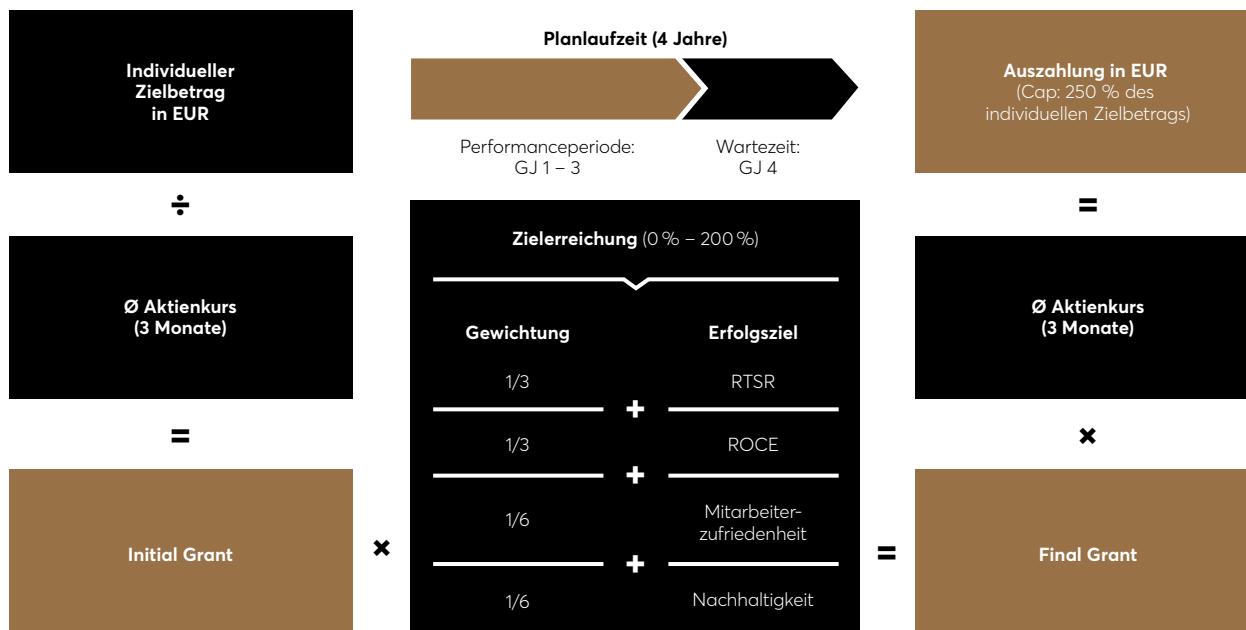 Individueller
Zielbetrag
in EUR
÷
Ø Aktienkurs
(3 Monate)
=
Initial Grant
×
Planlaufzeit (4 Jahre)
Performanceperiode:
GJ 1 – 3
Wartezeit:
GJ 4
Zielerreichung (0 % – 200 %)
Gewichtung Erfolgsziel
1/3 RTSR
+
1/3 ROCE
+
1/6 Mitarbeiter-
zufriedenheit
+
1/6 Nachhaltigkeit
=
Auszahlung in EUR
(Cap: 250 % des
individuellen Zielbetrags)
=
Ø Aktienkurs
(3 Monate)
×
Final Grant